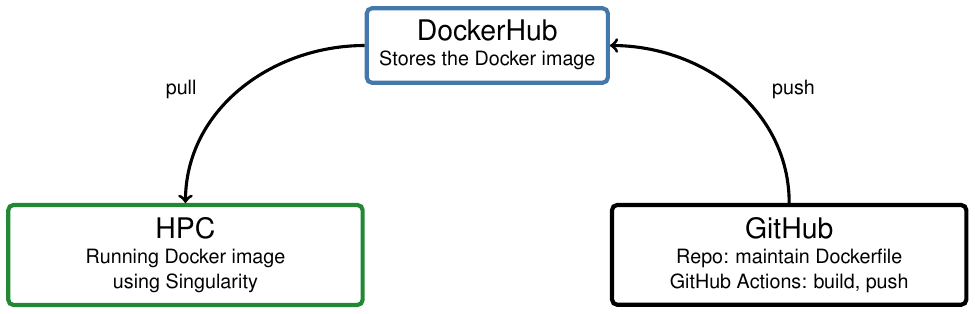 DockerHub
Stores the Docker image
pull
push
HPC
Running Docker image
using Singularity
GitHub
Repo: maintain Dockerfile
GitHub Actions: build, push